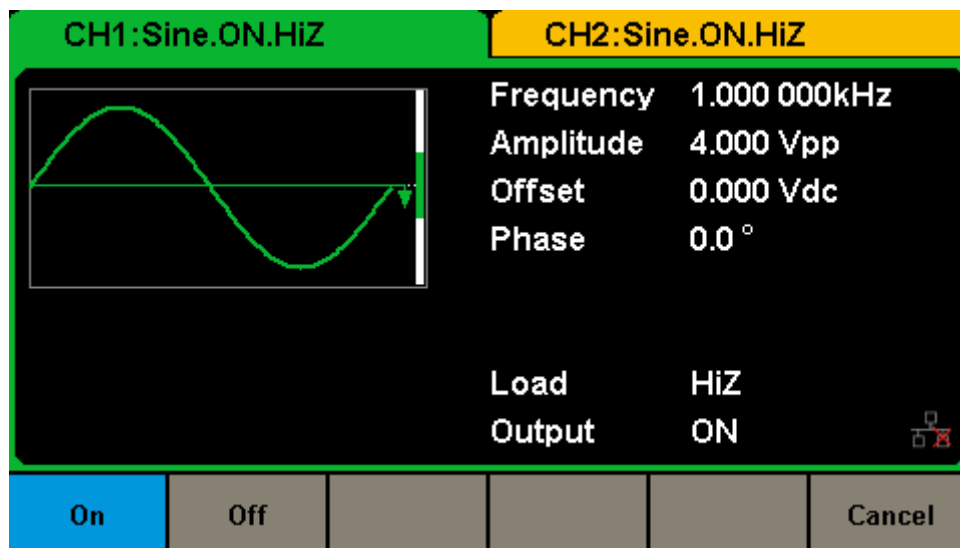 CH1:Sine.ON.HiZ
CH2:Sine.ON.HiZ
Frequency 1.000 000kHz
Amplitude 4.000 Vpp
Offset 0.000 Vdc
Phase 0.0 °
Load HiZ
Output ON
On Off Cancel